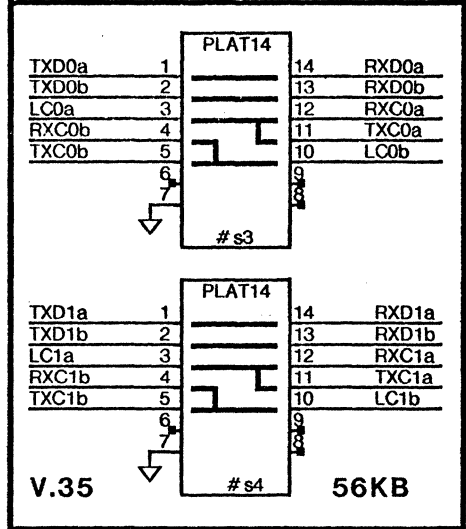 PLAT14
TXD0a 1 14 RXD0a
TXD0b 2 13 RXD0b
LC0a 3 12 RXC0a
RXC0b 4 11 TXC0a
TXC0b 5 10 LC0b
6 9
7 8
# s3
PLAT14
TXD1a 1 14 RXD1a
TXD1b 2 13 RXD1b
LC1a 3 12 RXC1a
RXC1b 4 11 TXC1a
TXC1b 5 10 LC1b
6 9
7 8
V.35 # s4 56KB